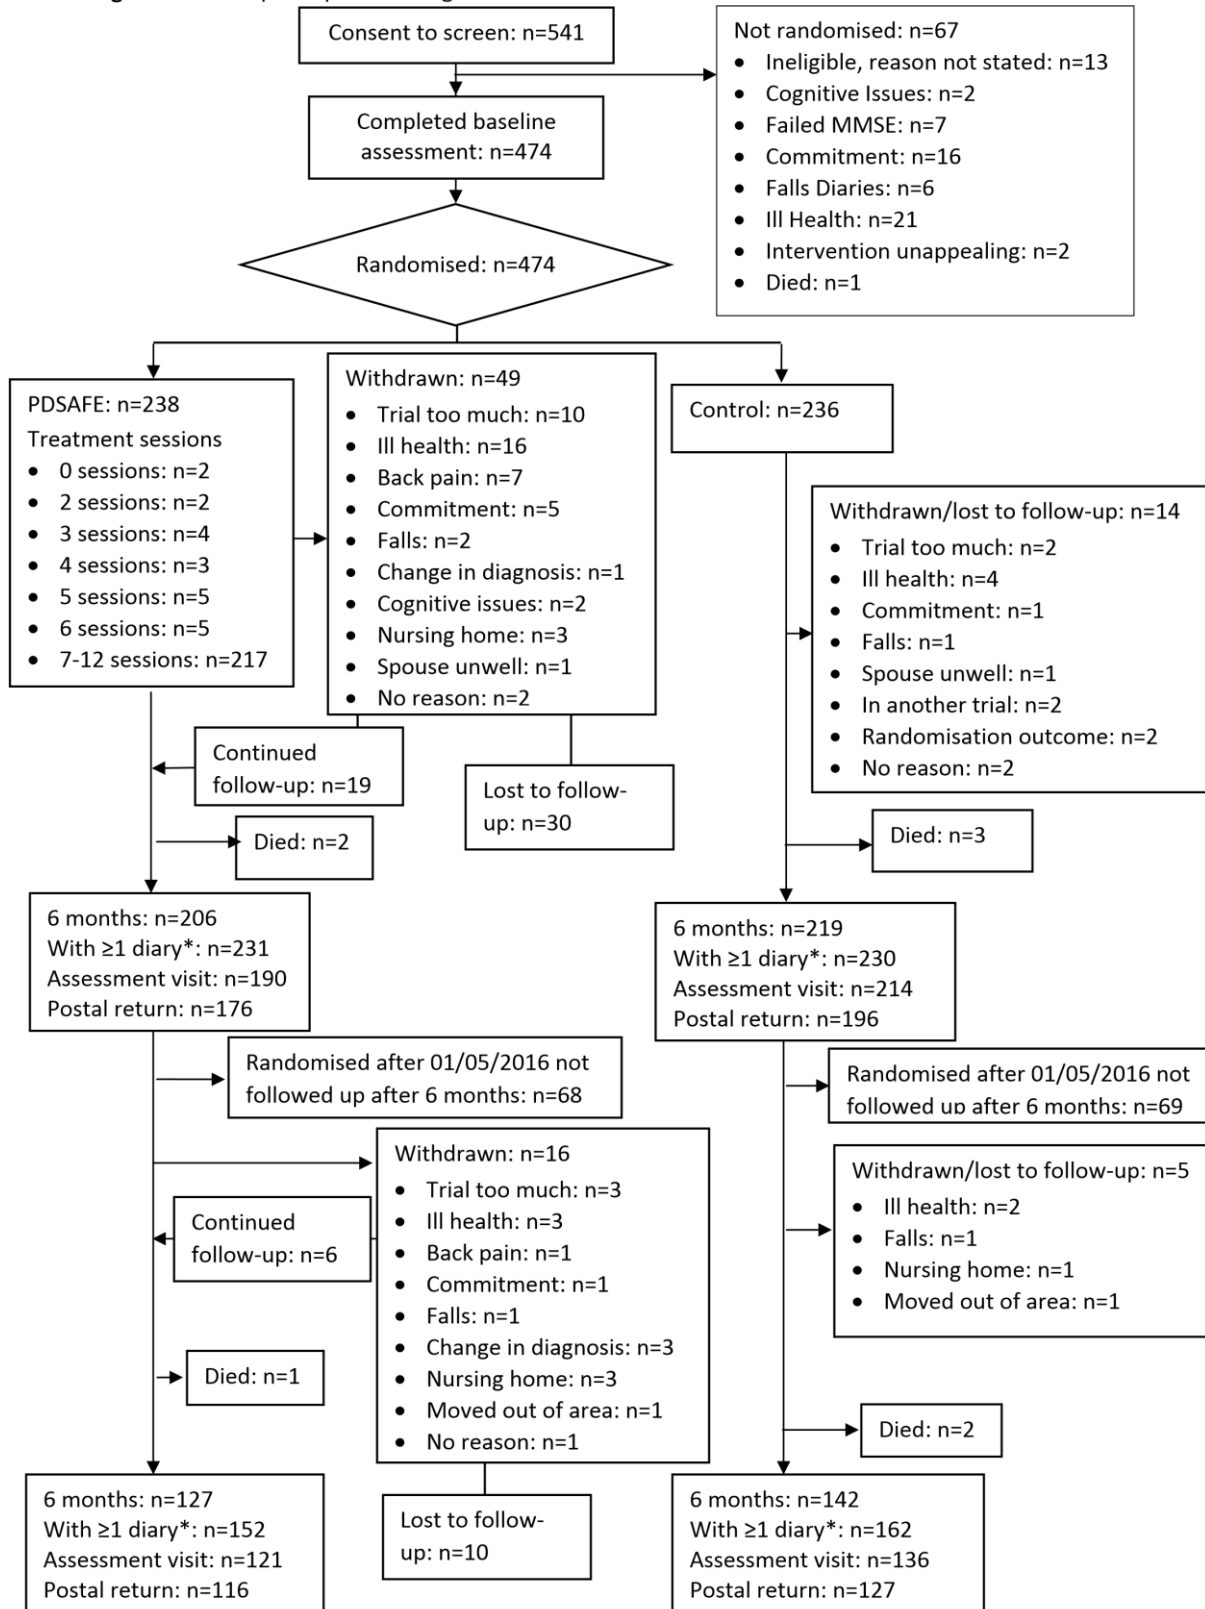 Consent to screen: n=541
Not randomised: n=67
• Ineligible, reason not stated: n=13
• Cognitive Issues: n=2
• Failed MMSE: n=7
• Commitment: n=16
• Falls Diaries: n=6
• Ill Health: n=21
• Intervention unappealing: n=2
• Died: n=1
Completed baseline
assessment: n=474
Randomised: n=474
PDSAFE: n=238
Treatment sessions
• 0 sessions: n=2
• 2 sessions: n=2
• 3 sessions: n=4
• 4 sessions: n=3
• 5 sessions: n=5
• 6 sessions: n=5
• 7-12 sessions: n=217
Withdrawn: n=49
• Trial too much: n=10
• Ill health: n=16
• Back pain: n=7
• Commitment: n=5
• Falls: n=2
• Change in diagnosis: n=1
• Cognitive issues: n=2
• Nursing home: n=3
• Spouse unwell: n=1
• No reason: n=2
Control: n=236
Withdrawn/lost to follow-up: n=14
• Trial too much: n=2
• Ill health: n=4
• Commitment: n=1
• Falls: n=1
• Spouse unwell: n=1
• In another trial: n=2
• Randomisation outcome: n=2
• No reason: n=2
Continued
follow-up: n=19
Lost to follow-
up: n=30
Died: n=2
Died: n=3
6 months: n=206
With ≥1 diary*: n=231
Assessment visit: n=190
Postal return: n=176
6 months: n=219
With ≥1 diary*: n=230
Assessment visit: n=214
Postal return: n=196
Randomised after 01/05/2016 not
followed up after 6 months: n=68
Randomised after 01/05/2016 not
followed up after 6 months: n=69
Withdrawn: n=16
• Trial too much: n=3
• Ill health: n=3
• Back pain: n=1
• Commitment: n=1
• Falls: n=1
• Change in diagnosis: n=3
• Nursing home: n=3
• Moved out of area: n=1
• No reason: n=1
Continued
follow-up: n=6
Withdrawn/lost to follow-up: n=5
• Ill health: n=2
• Falls: n=1
• Nursing home: n=1
• Moved out of area: n=1
Died: n=1
Died: n=2
6 months: n=127
With ≥1 diary*: n=152
Assessment visit: n=121
Postal return: n=116
Lost to follow-
up: n=10
6 months: n=142
With ≥1 diary*: n=162
Assessment visit: n=136
Postal return: n=127